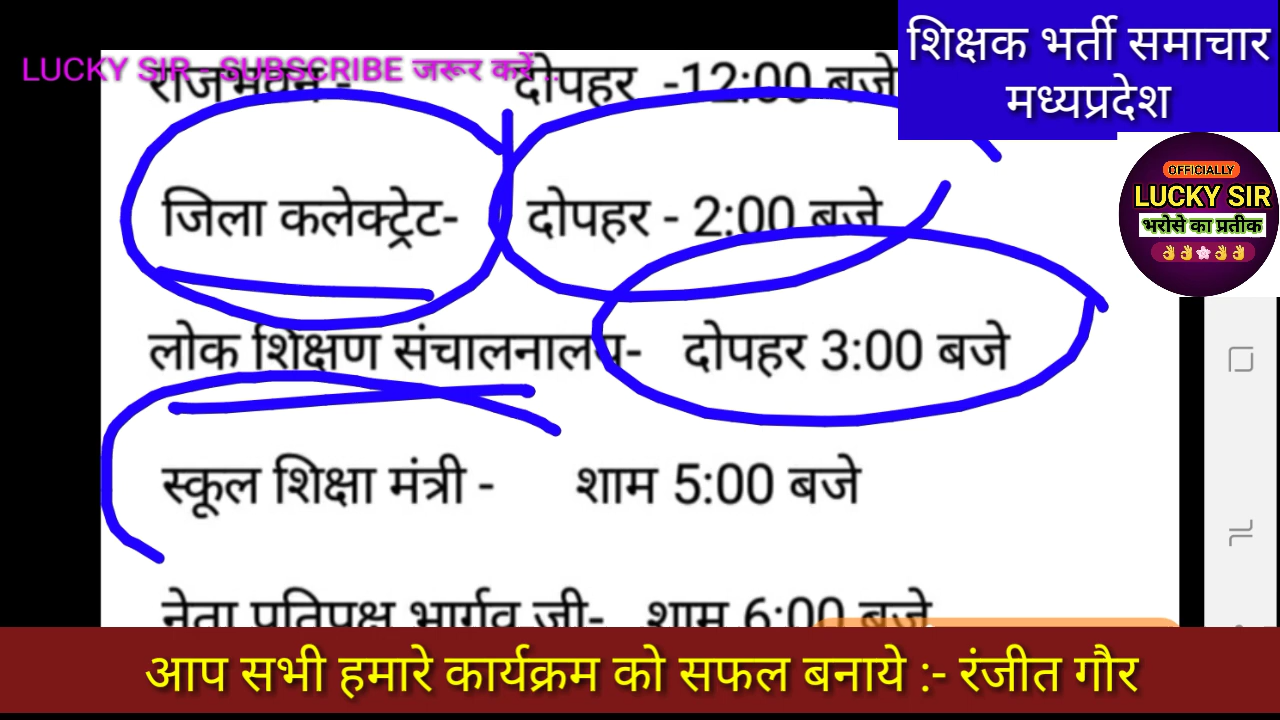 शिक्षक भर्ती समाचार
मध्यप्रदेश
LUCKY SIR - SUBSCRIBE जरूर करें ..
राजभवन - दोपहर -12:00 बजे
OFFICIALLY
LUCKY SIR
भरोसे का प्रतीक
जिला कलेक्ट्रेट- दोपहर - 2:00 बजे
लोक शिक्षण संचालनालय- दोपहर 3:00 बजे
स्कूल शिक्षा मंत्री - शाम 5:00 बजे
नेता प्रतिपक्ष भार्गव जी- शाम 6:00 बजे
आप सभी हमारे कार्यक्रम को सफल बनाये :- रंजीत गौर